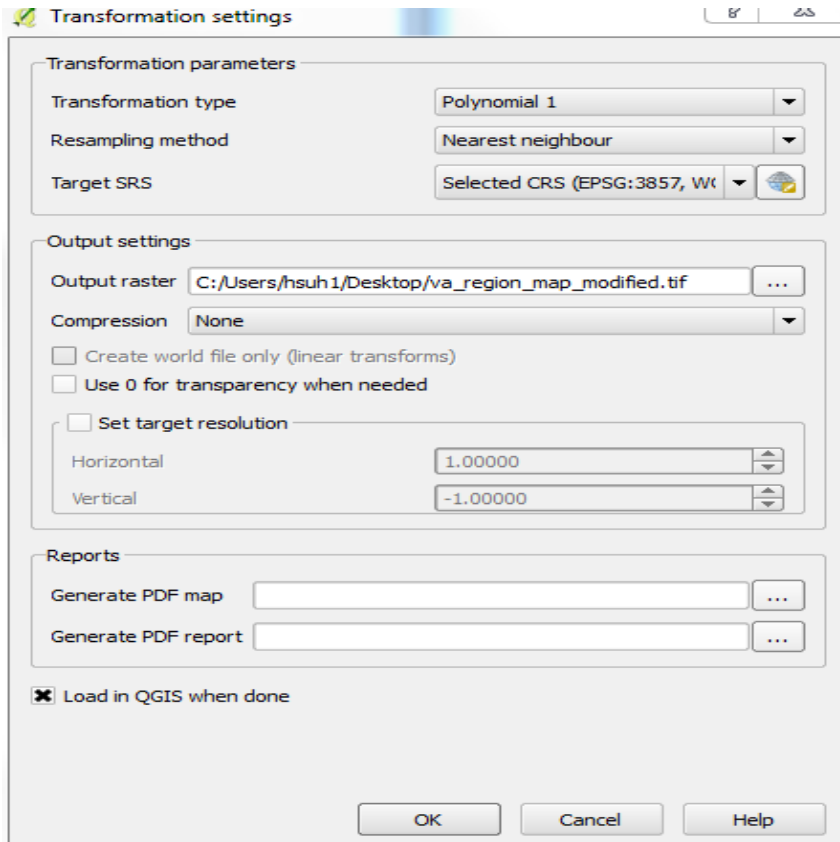 Transformation settings
Transformation parameters
Transformation type Polynomial 1
Resampling method Nearest neighbour
Target SRS Selected CRS (EPSG:3857, W
Output settings
Output raster C:/Users/hsuh1/Desktop/va_region_map_modified.tif ...
Compression None
Create world file only (linear transforms)
Use 0 for transparency when needed
Set target resolution
Horizontal 1.00000
Vertical -1.00000
Reports
Generate PDF map ...
Generate PDF report ...
Load in QGIS when done
OK Cancel Help